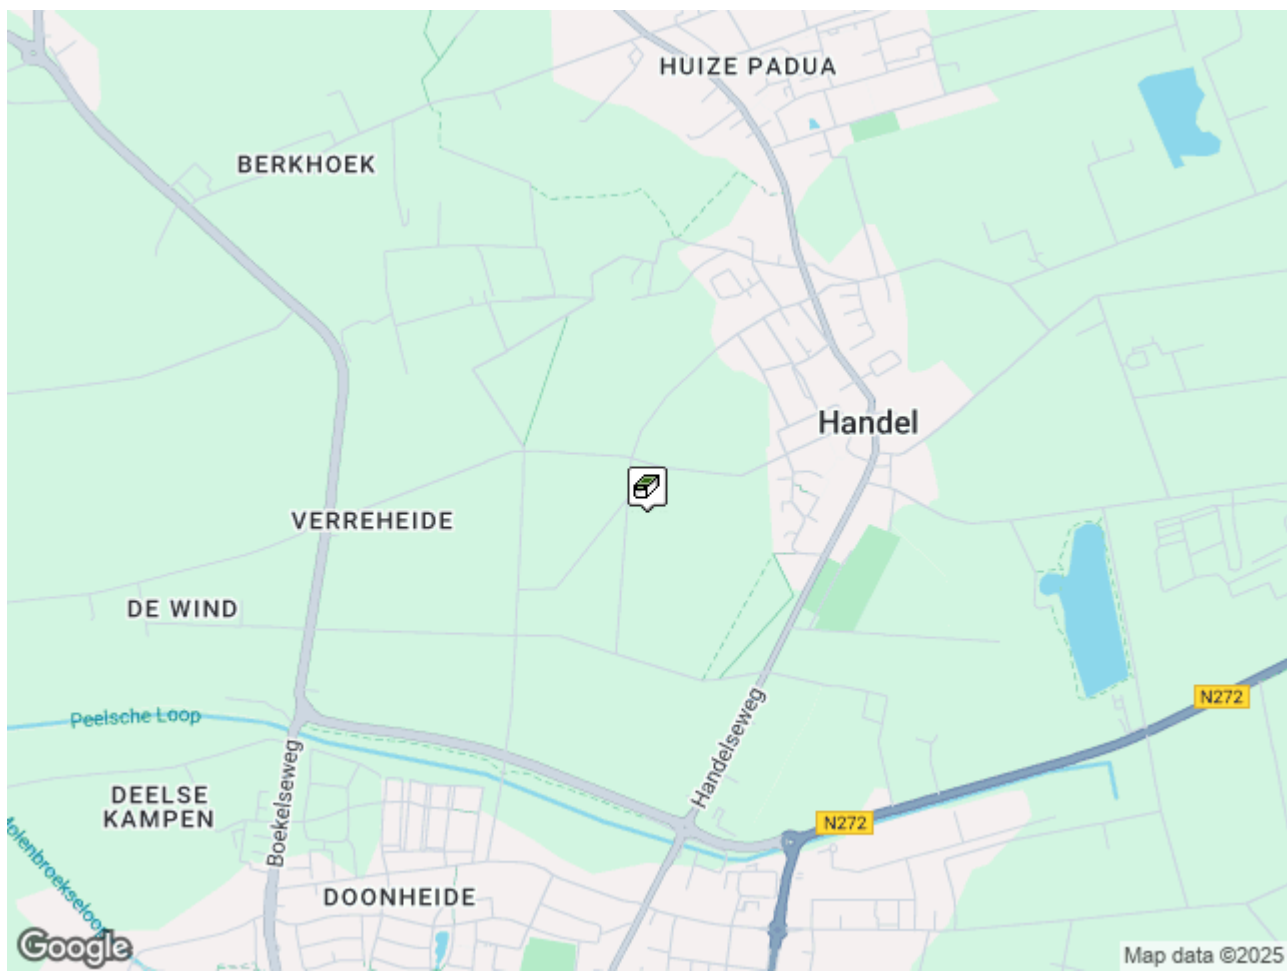 HUIZE PADUA
BERKHOEK
Handel
VERREHEIDE
DE WIND
N272
Peelsche Loop
Handelseweg
Boekelseweg
DEELSE
KAMPEN
N272
Molenbroekseloop
DOONHEIDE
Google
Map data ©2025